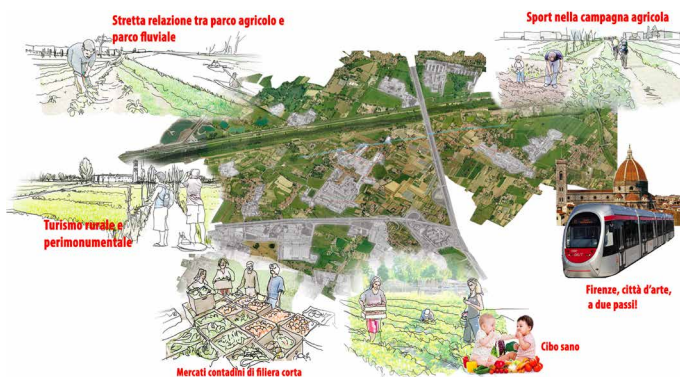 Stretta relazione tra parco agricolo e
parco fluviale
Sport nella campagna agricola
Turismo rurale e
perimonumentale
Firenze, città d'arte,
a due passi!
Cibo sano
Mercati contadini di filiera corta